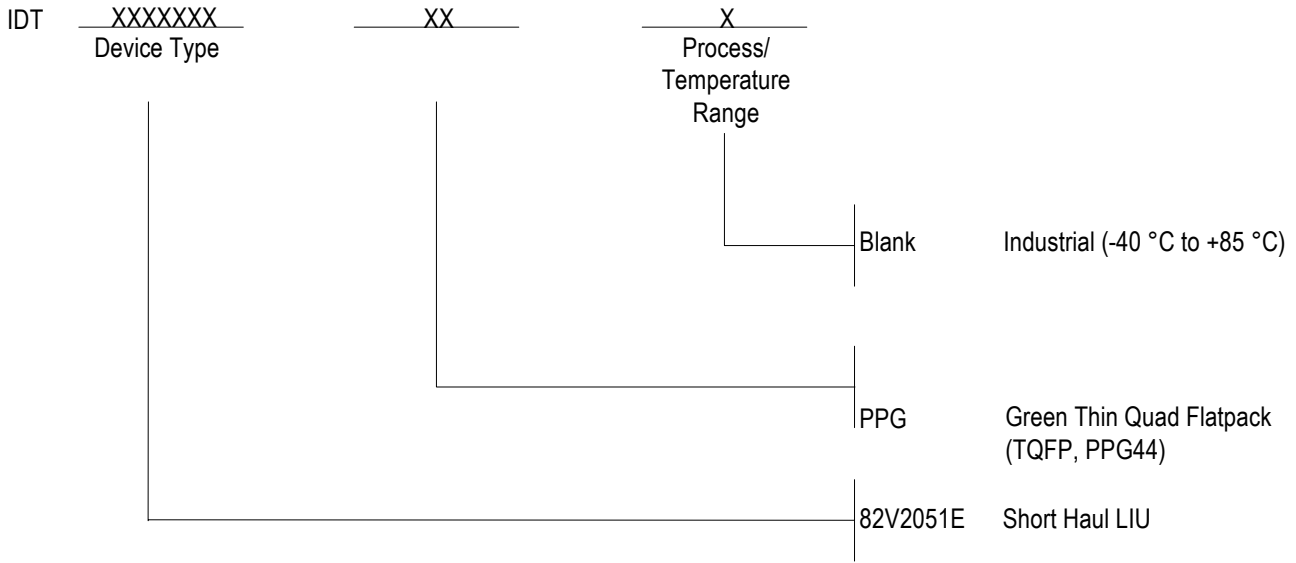 IDT XXXXXXX XX X
Device Type Process/
Temperature
Range
Blank Industrial (-40 °C to +85 °C)
PPG Green Thin Quad Flatpack
(TQFP, PPG44)
82V2051E Short Haul LIU